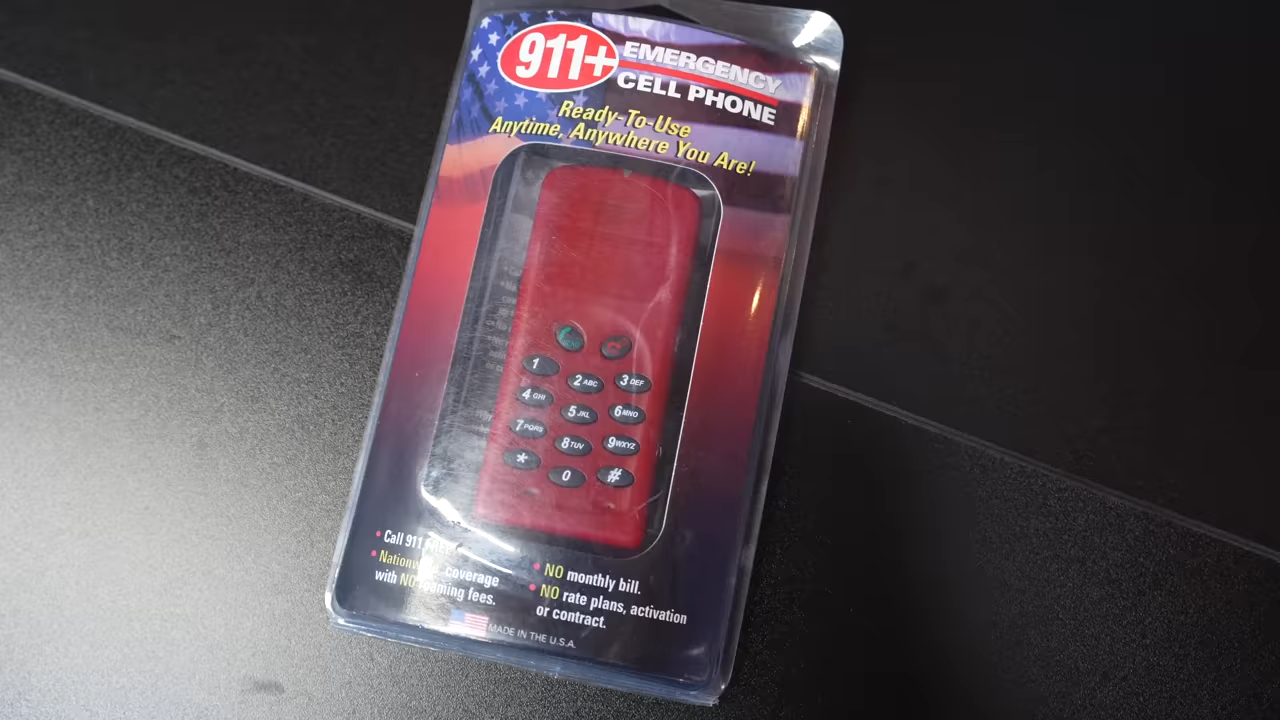 911+
EMERGENCY
CELL PHONE
Ready-To-Use
Anytime, Anywhere You Are!
1
2 ABC
3 DEF
4 GHI
5 JKL
6 MNO
7 PQRS
8 TUV
9 WXYZ
*
0
#
• Call 911
• coverage
with NO fees.
• NO monthly bill.
• NO rate plans, activation
or contract.
MADE IN THE U.S.A.